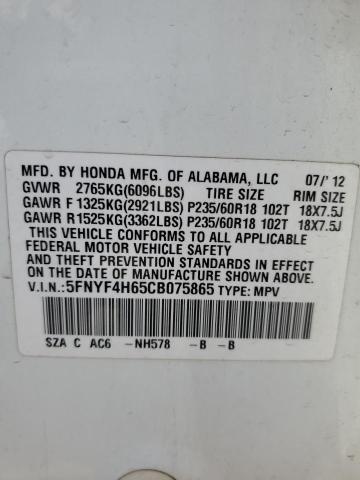 MFD. BY HONDA MFG. OF ALABAMA, LLC 07/'12
GVWR 2765KG(6096LBS) TIRE SIZE RIM SIZE
GAWR F 1325KG(2921LBS) P235/60R18 102T 18X7.5J
GAWR R 1525KG(3362LBS) P235/60R18 102T 18X7.5J
THIS VEHICLE CONFORMS TO ALL APPLICABLE
FEDERAL MOTOR VEHICLE SAFETY
AND THEFT PREVENTION STANDARDS IN EFFECT
ON THE DATE OF MANUFACTURE SHOWN ABOVE.
V.I.N.:5FNYF4H65CB075865 TYPE: MPV
SZA C AC6 -NH578 -B -B